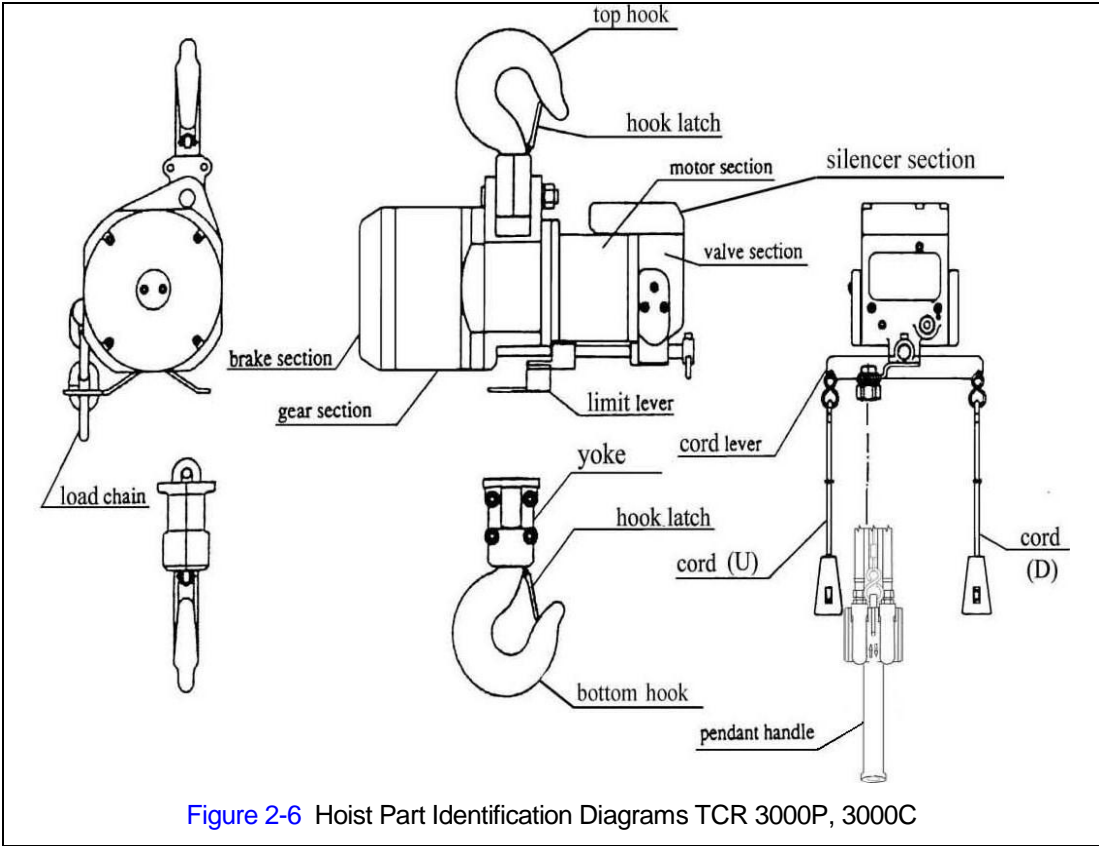 top hook
hook latch
motor section
silencer section
valve section
brake section
gear section
limit lever
cord lever
load chain
yoke
hook latch
cord (U)
cord
(D)
bottom hook
pendant handle
Figure 2-6 Hoist Part Identification Diagrams TCR 3000P, 3000C